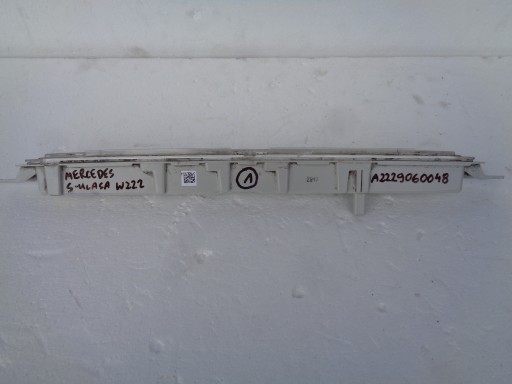 MERCEDES
S-KLASA W222
1
A2229060048